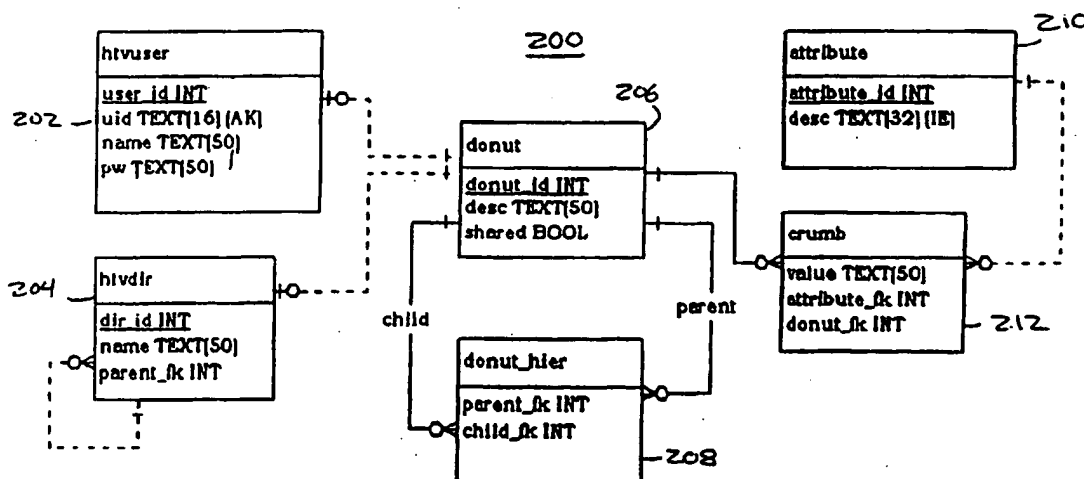 200
htvuser
user_id INT
uid TEXT[16] (AK)
name TEXT[50]
pw TEXT[50]
202
htvdir
dir_id INT
name TEXT[50]
parent_fk INT
204
donut
donut_id INT
desc TEXT[50]
shared BOOL
206
child
parent
donut_hier
parent_fk INT
child_fk INT
208
attribute
attribute_id INT
desc TEXT[32] (IE)
210
crumb
value TEXT[50]
attribute_fk INT
donut_fk INT
212